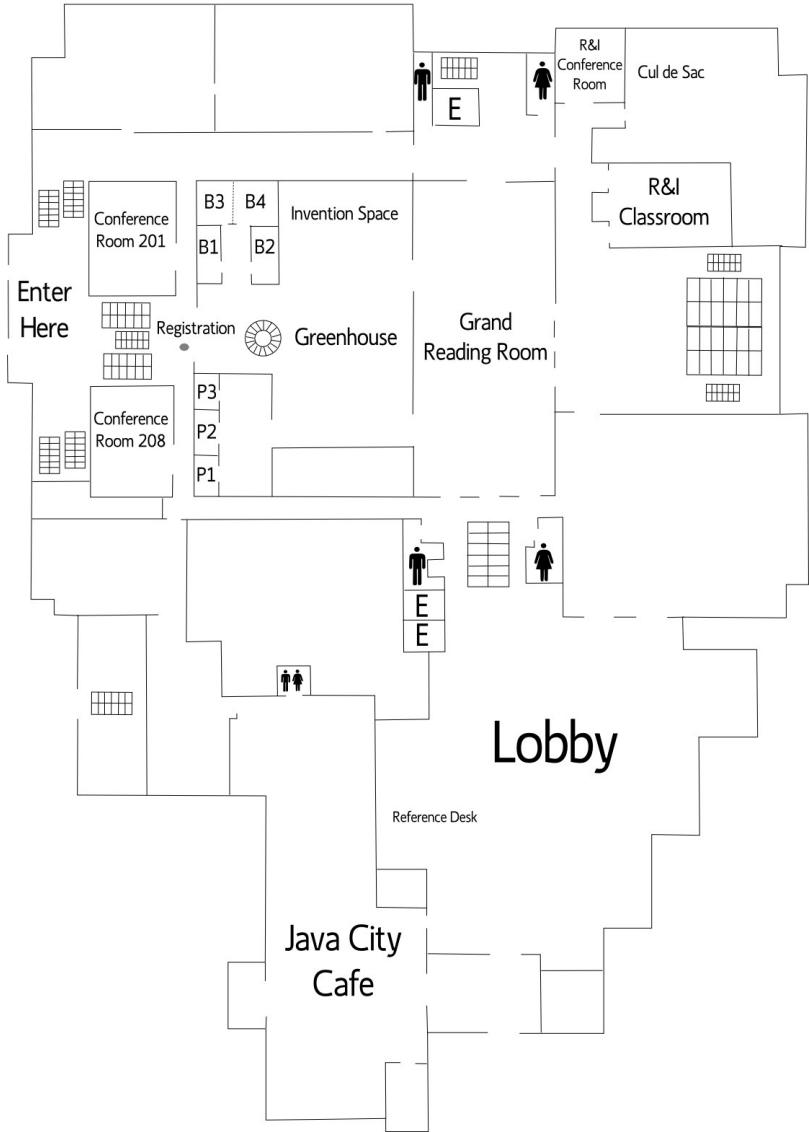 R&I
Conference
Room
Cul de Sac
E
R&I
Classroom
Conference
Room 201
B3
B4
Invention Space
B1
B2
Enter
Here
Registration
Greenhouse
Grand
Reading Room
P3
Conference
Room 208
P2
P1
E
E
Lobby
Reference Desk
Java City
Cafe